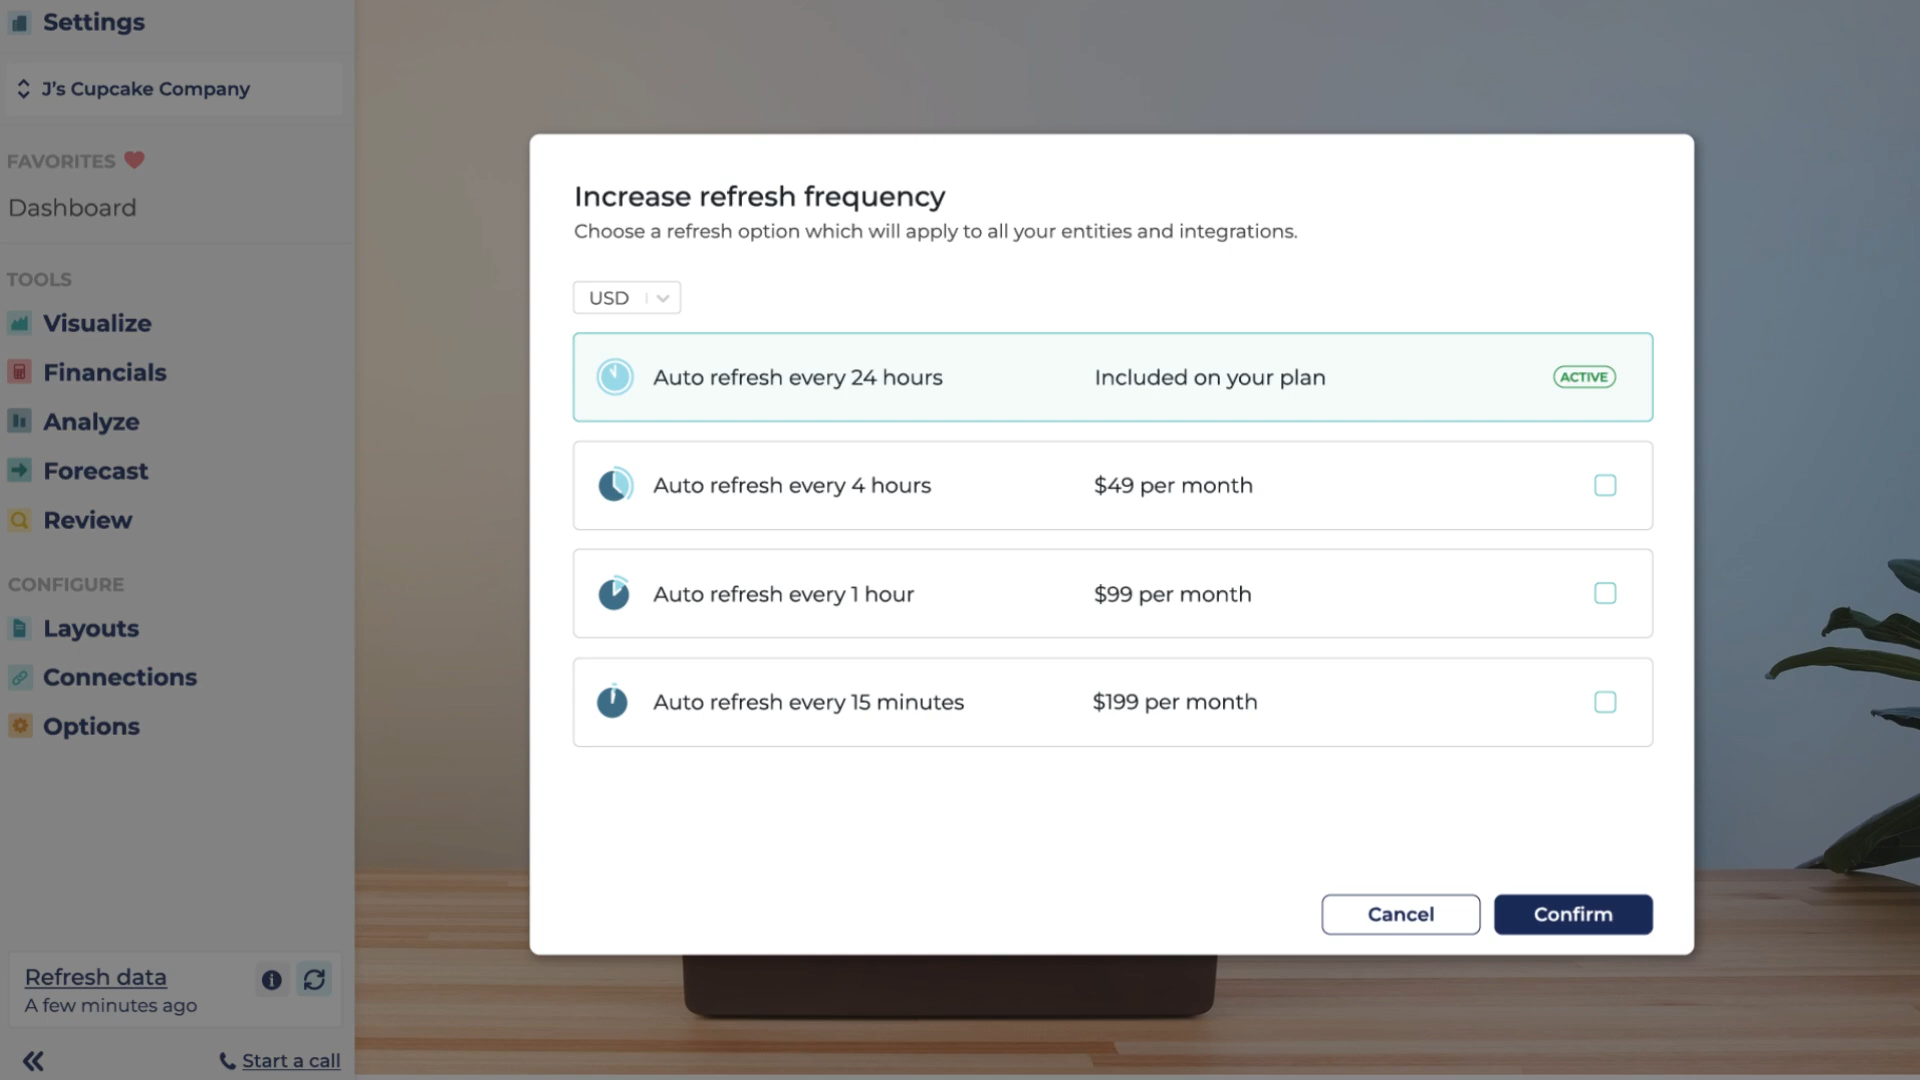 Settings
J's Cupcake Company
FAVORITES
Dashboard
TOOLS
Visualize
Financials
Analyze
Forecast
Review
CONFIGURE
Layouts
Connections
Options
Refresh data
A few minutes ago
Start a call
Increase refresh frequency
Choose a refresh option which will apply to all your entities and integrations.
USD
Auto refresh every 24 hours Included on your plan ACTIVE
Auto refresh every 4 hours $49 per month
Auto refresh every 1 hour $99 per month
Auto refresh every 15 minutes $199 per month
Cancel Confirm